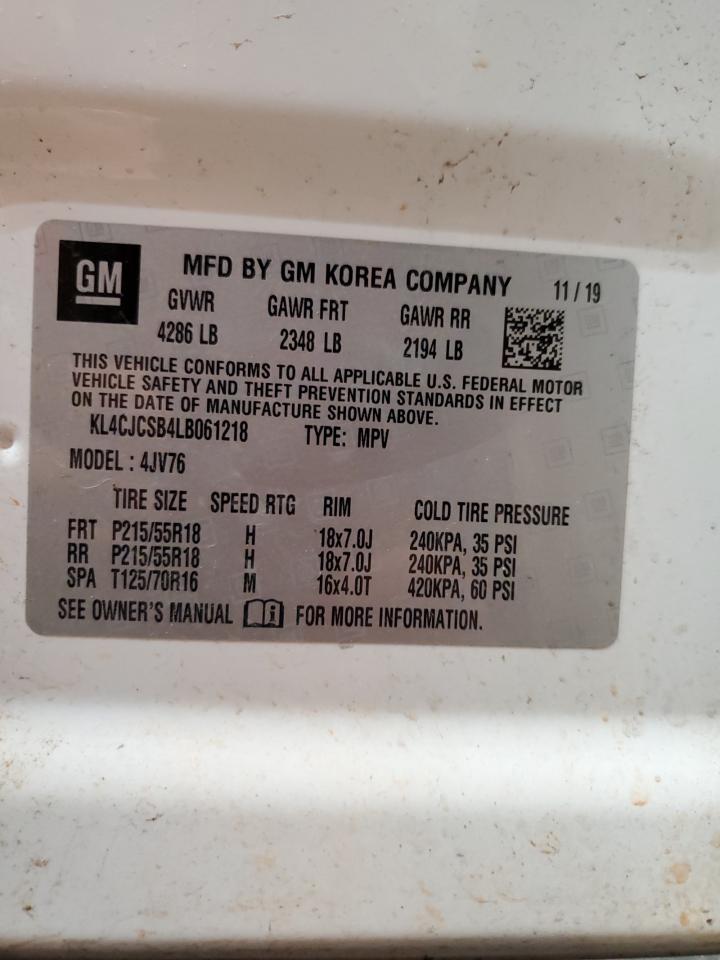 GM
MFD BY GM KOREA COMPANY 11 / 19
GVWR GAWR FRT GAWR RR
4286 LB 2348 LB 2194 LB
THIS VEHICLE CONFORMS TO ALL APPLICABLE U.S. FEDERAL MOTOR
VEHICLE SAFETY AND THEFT PREVENTION STANDARDS IN EFFECT
ON THE DATE OF MANUFACTURE SHOWN ABOVE.
KL4CJCSB4LB061218 TYPE: MPV
MODEL : 4JV76
TIRE SIZE SPEED RTG RIM COLD TIRE PRESSURE
FRT P215/55R18 H 18x7.0J 240KPA, 35 PSI
RR P215/55R18 H 18x7.0J 240KPA, 35 PSI
SPA T125/70R16 M 16x4.0T 420KPA, 60 PSI
SEE OWNER'S MANUAL i FOR MORE INFORMATION.